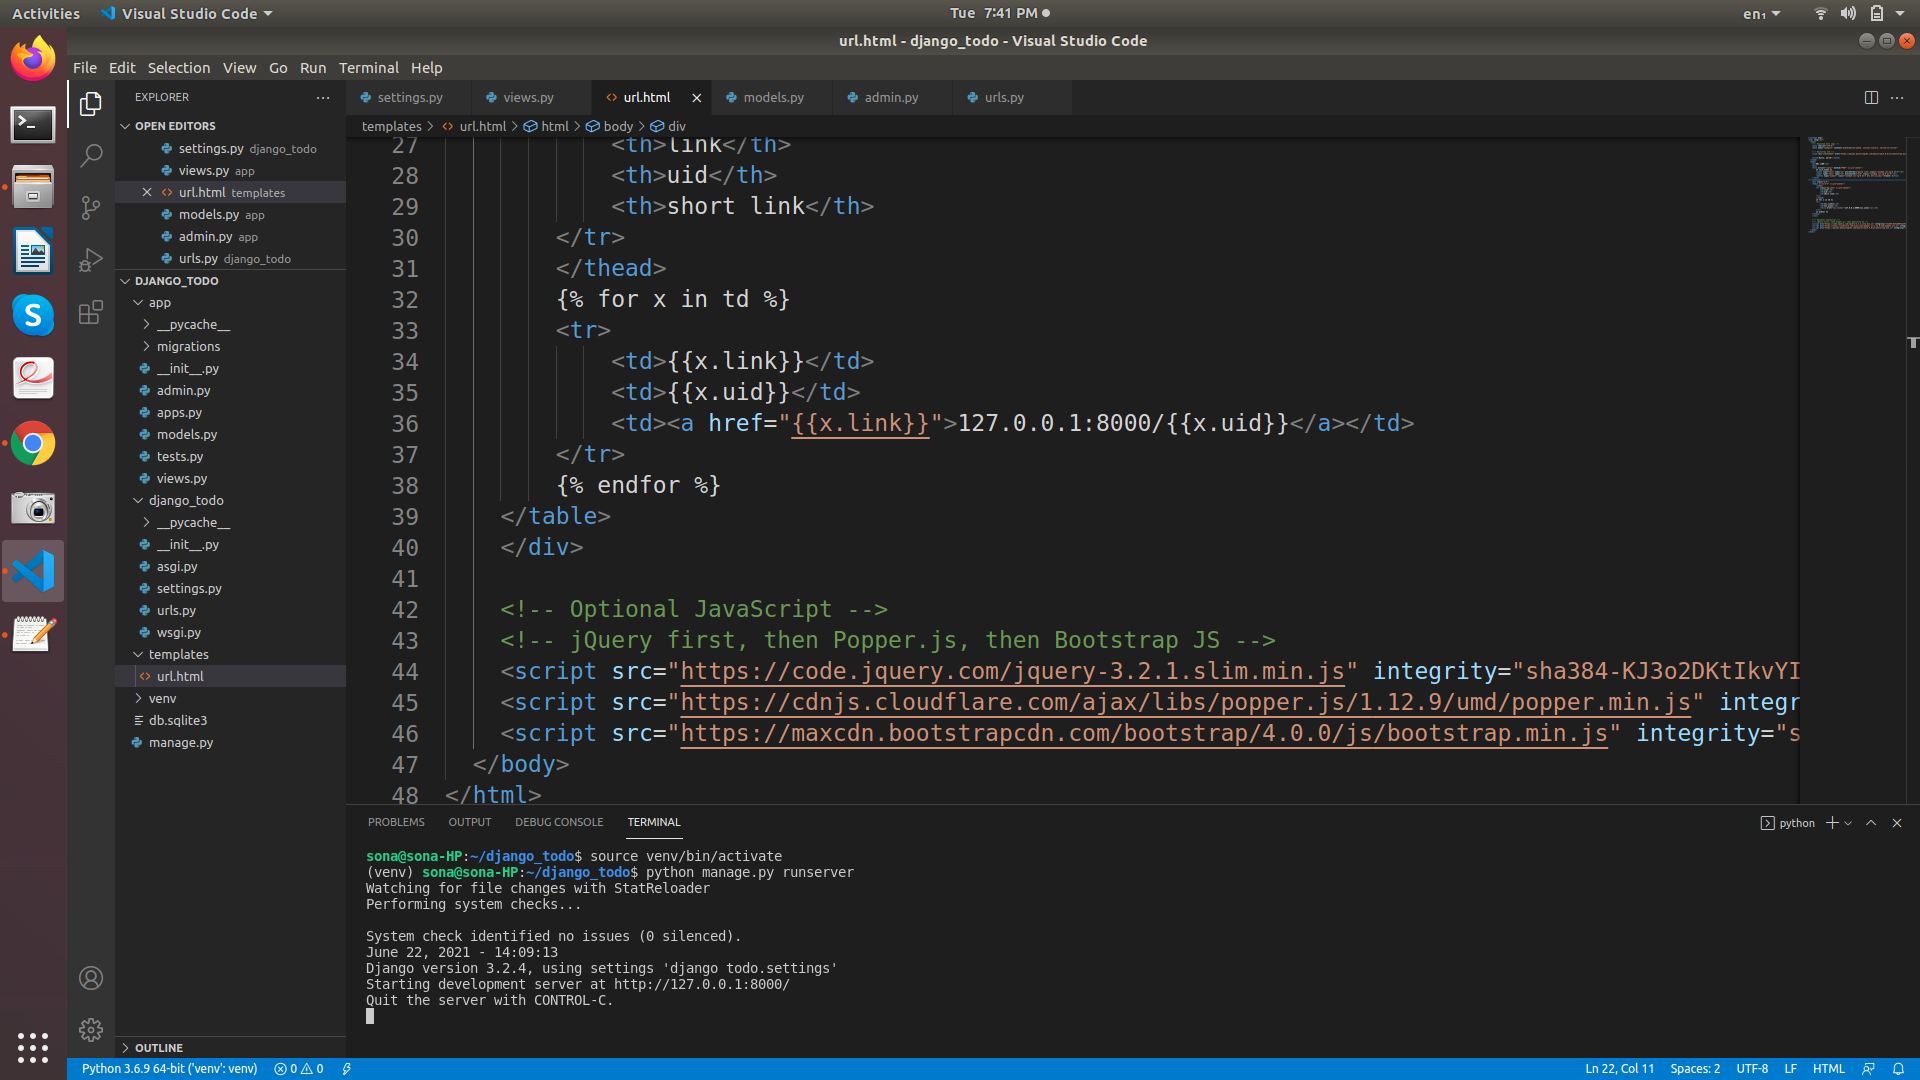 Activities
Visual Studio Code
Tue 7:41 PM
en₁
url.html - django_todo - Visual Studio Code
File Edit Selection View Go Run Terminal Help
EXPLORER
OPEN EDITORS
settings.py django_todo
views.py app
url.html templates
models.py app
admin.py app
urls.py django_todo
DJANGO_TODO
app
__pycache__
migrations
__init__.py
admin.py
apps.py
models.py
tests.py
views.py
django_todo
__pycache__
__init__.py
asgi.py
settings.py
urls.py
wsgi.py
templates
url.html
venv
db.sqlite3
manage.py
OUTLINE
settings.py views.py url.html models.py admin.py urls.py
templates > url.html > html > body > div
27 <th>link</th>
28 <th>uid</th>
29 <th>short link</th>
30 </tr>
31 </thead>
32 {% for x in td %}
33 <tr>
34 <td>{{x.link}}</td>
35 <td>{{x.uid}}</td>
36 <td><a href="{{x.link}}">127.0.0.1:8000/{{x.uid}}</a></td>
37 </tr>
38 {% endfor %}
39 </table>
40 </div>
41
42 <!-- Optional JavaScript -->
43 <!-- jQuery first, then Popper.js, then Bootstrap JS -->
44 <script src="https://code.jquery.com/jquery-3.2.1.slim.min.js" integrity="sha384-KJ3o2DKtIkvYI
45 <script src="https://cdnjs.cloudflare.com/ajax/libs/popper.js/1.12.9/umd/popper.min.js" integr
46 <script src="https://maxcdn.bootstrapcdn.com/bootstrap/4.0.0/js/bootstrap.min.js" integrity="s
47 </body>
48 </html>
PROBLEMS OUTPUT DEBUG CONSOLE TERMINAL
python
sona@sona-HP:~/django_todo$ source venv/bin/activate
(venv) sona@sona-HP:~/django_todo$ python manage.py runserver
Watching for file changes with StatReloader
Performing system checks...
System check identified no issues (0 silenced).
June 22, 2021 - 14:09:13
Django version 3.2.4, using settings 'django_todo.settings'
Starting development server at http://127.0.0.1:8000/
Quit the server with CONTROL-C.
Python 3.6.9 64-bit ('venv': venv) 0 0
Ln 22, Col 11 Spaces: 2 UTF-8 LF HTML